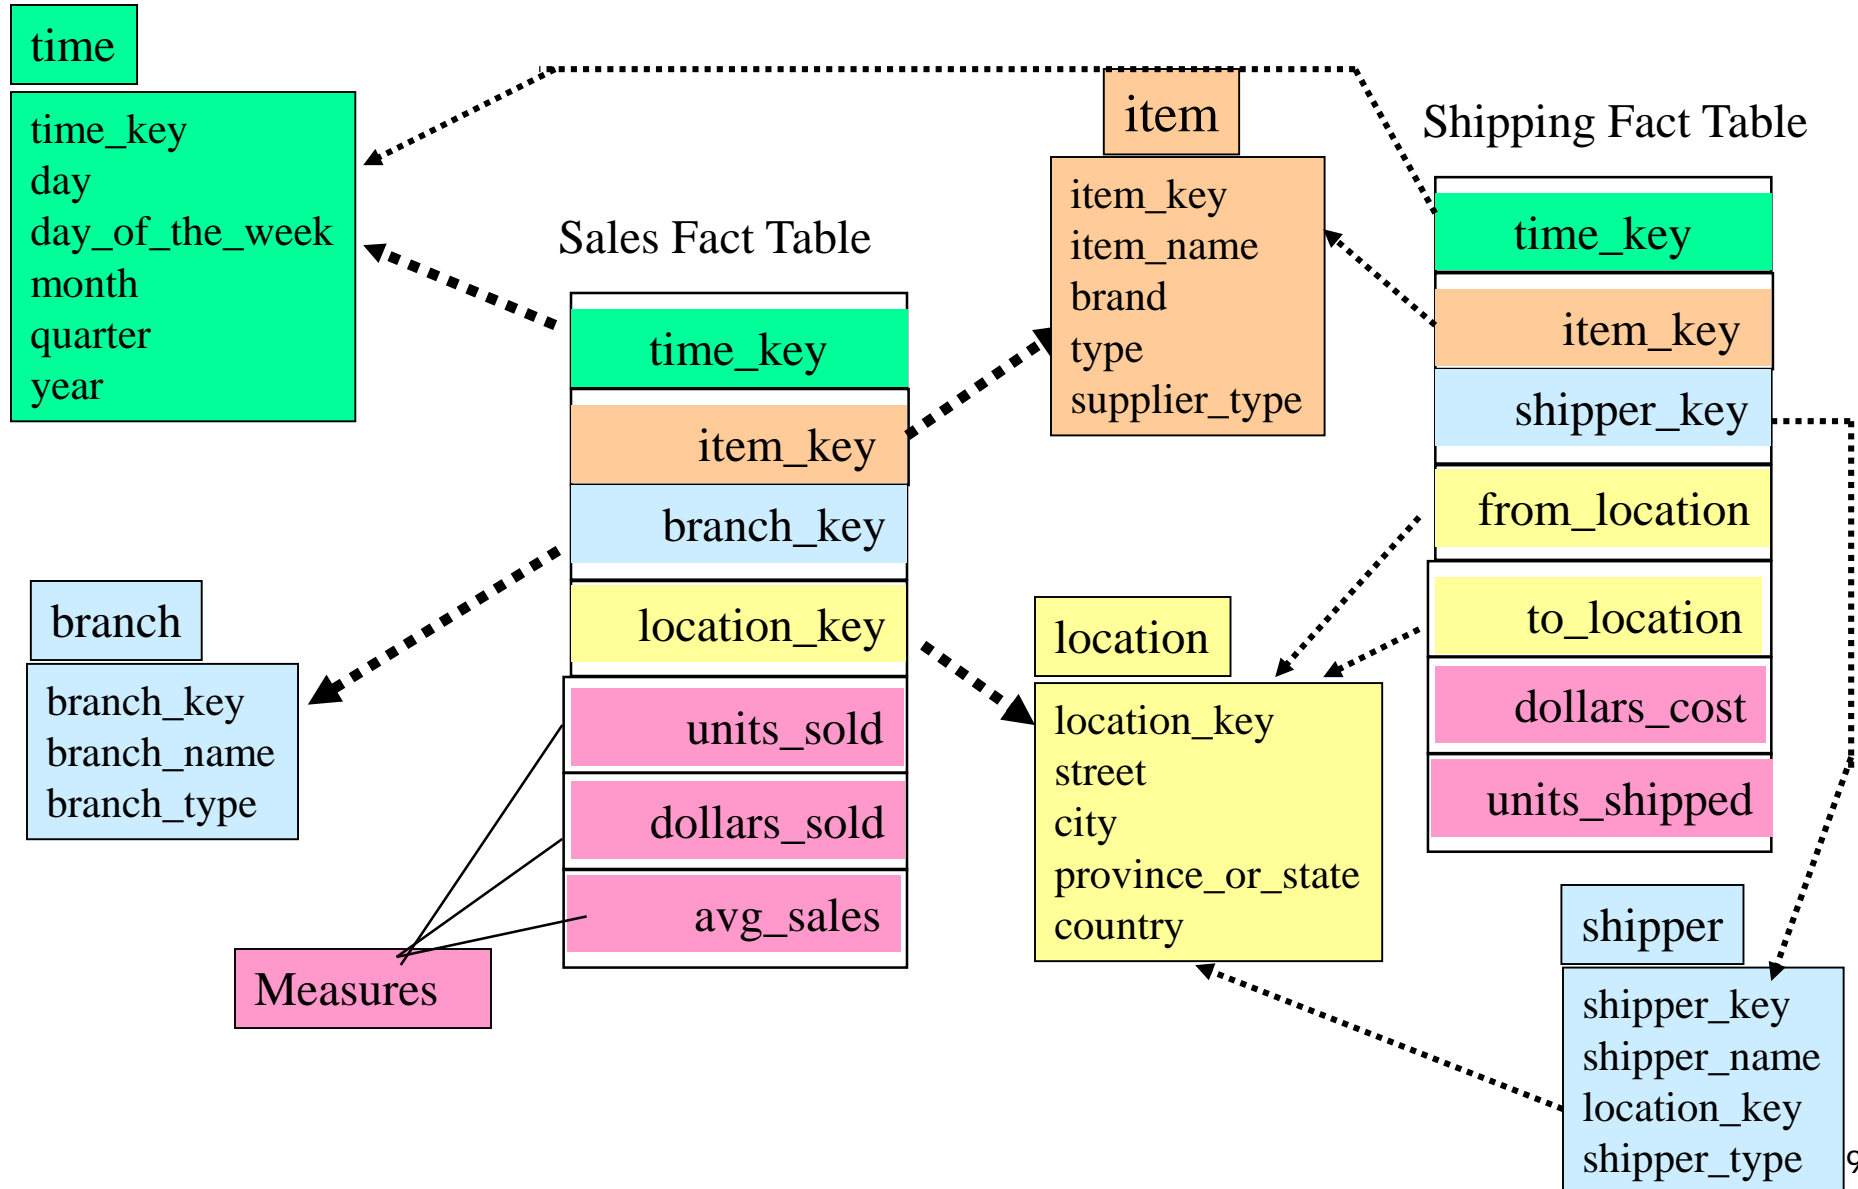 time
time_key
day
day_of_the_week
month
quarter
year
Sales Fact Table
time_key
item_key
branch_key
location_key
units_sold
dollars_sold
avg_sales
Measures
branch
branch_key
branch_name
branch_type
item
item_key
item_name
brand
type
supplier_type
location
location_key
street
city
province_or_state
country
Shipping Fact Table
time_key
item_key
shipper_key
from_location
to_location
dollars_cost
units_shipped
shipper
shipper_key
shipper_name
location_key
shipper_type
9